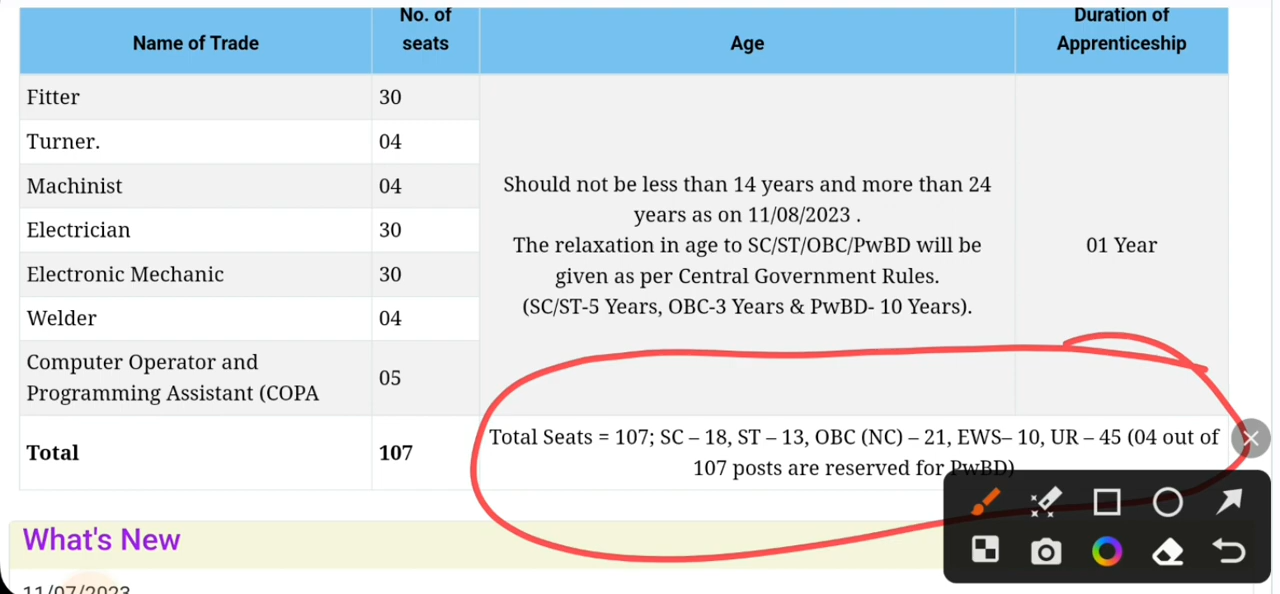 Name of Trade
No. of
seats
Age
Duration of
Apprenticeship
Fitter
30
Turner.
04
Machinist
04
Electrician
30
Electronic Mechanic
30
Welder
04
Computer Operator and
Programming Assistant (COPA
05
Should not be less than 14 years and more than 24
years as on 11/08/2023 .
The relaxation in age to SC/ST/OBC/PwBD will be
given as per Central Government Rules.
(SC/ST-5 Years, OBC-3 Years & PwBD- 10 Years).
01 Year
Total
107
Total Seats = 107; SC – 18, ST – 13, OBC (NC) – 21, EWS– 10, UR – 45 (04 out of
107 posts are reserved for PwBD)
What's New
11/07/2023